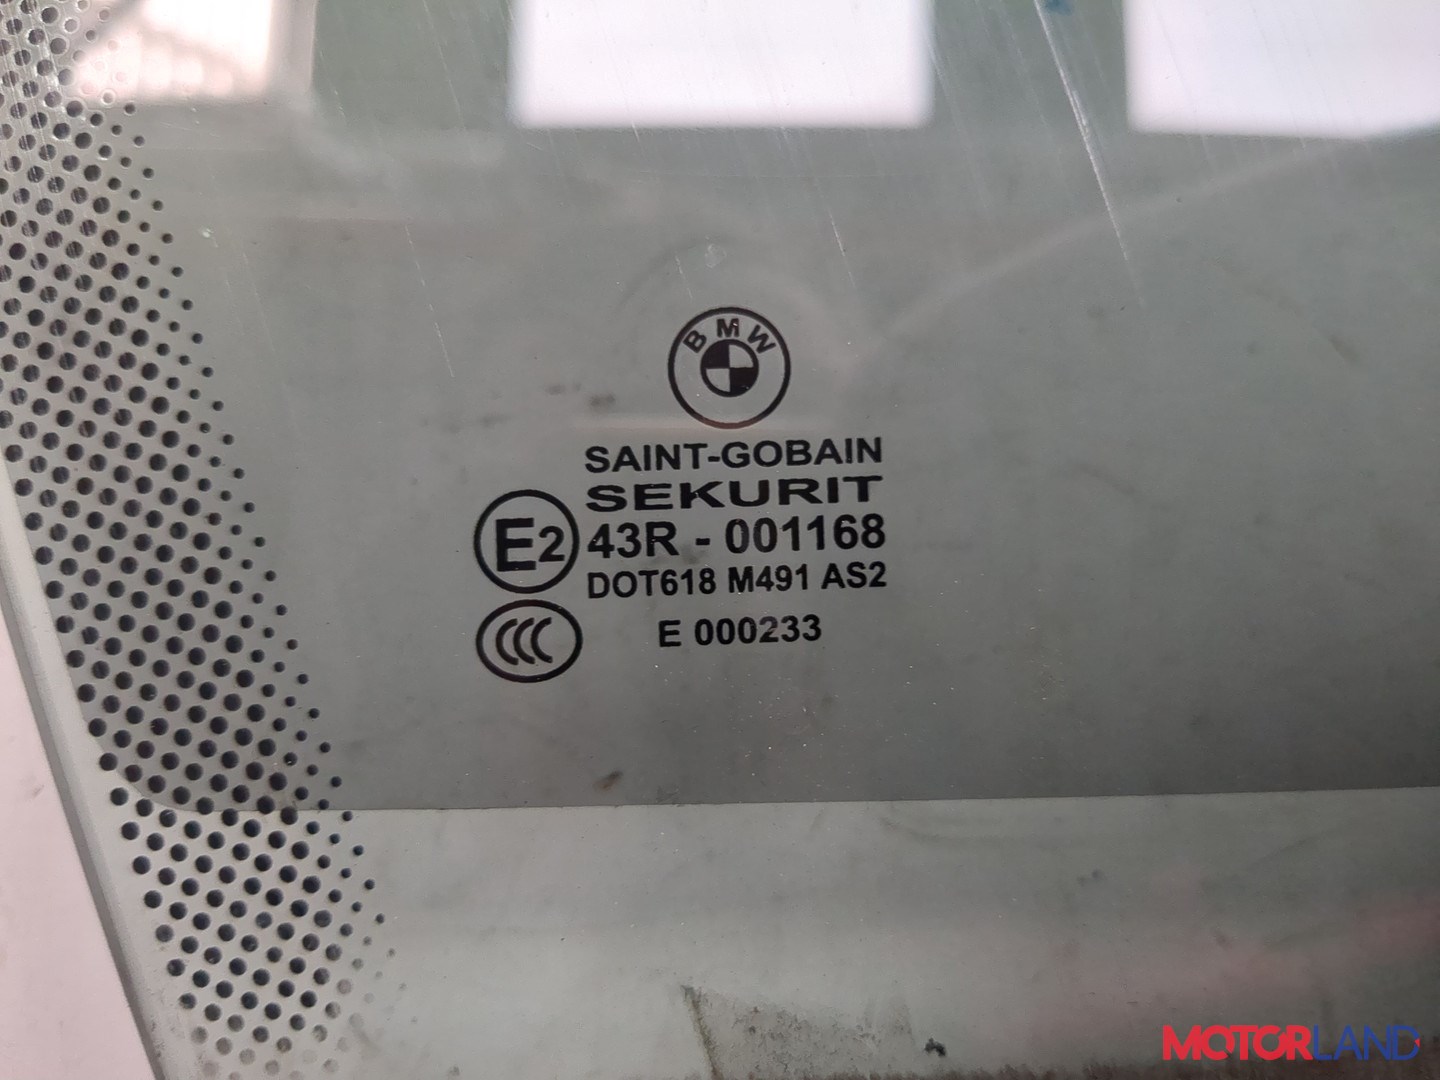 BMW
SAINT-GOBAIN
SEKURIT
E2 43R - 001168
DOT618 M491 AS2
CCC E 000233
MOTORLAND